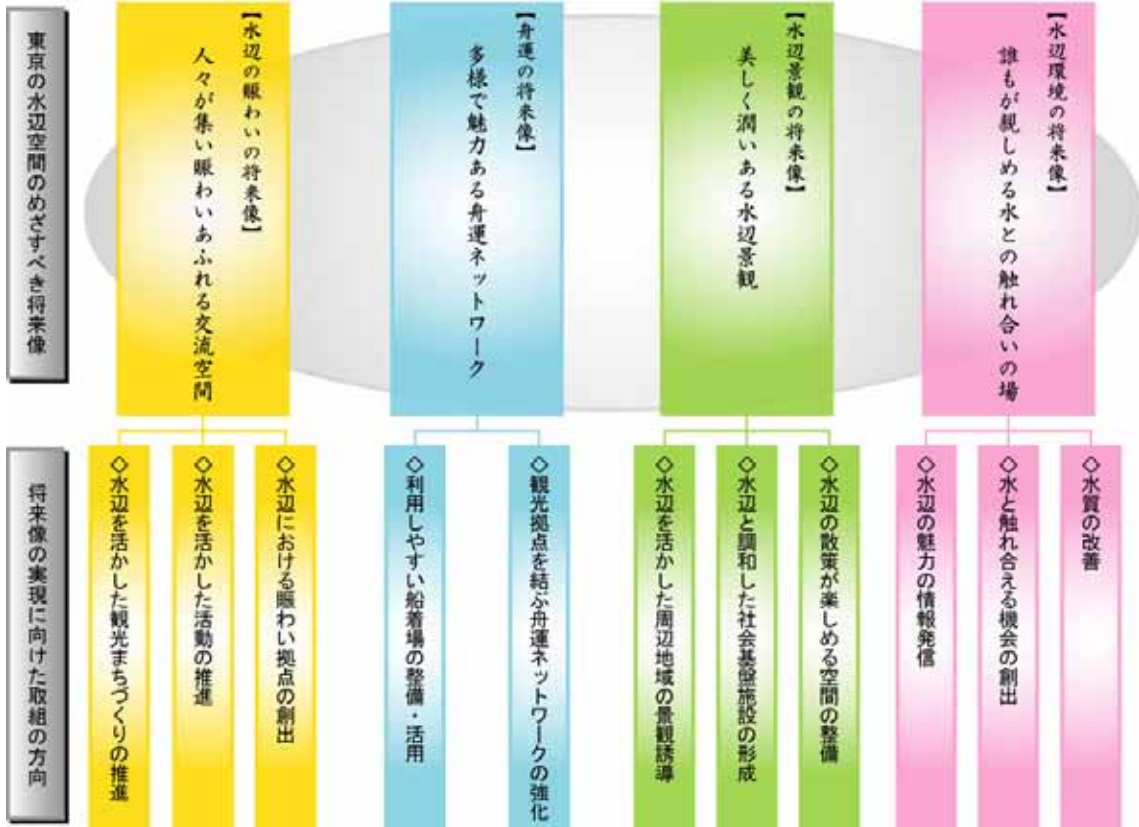 東京の水辺空間のめざすべき将来像
【水辺環境の将来像】
誰もが親しめる水との触れ合いの場
【水辺景観の将来像】
美しく潤いある水辺景観
【舟運の将来像】
多様で魅力ある舟運ネットワーク
【水辺の賑わいの将来像】
人々が集い賑わいあふれる交流空間
将来像の実現に向けた取組の方向
◇水質の改善
◇水と触れ合える機会の創出
◇水辺の魅力の情報発信
◇水辺の散策が楽しめる空間の整備
◇水辺と調和した社会基盤施設の形成
◇水辺を活かした周辺地域の景観誘導
◇観光拠点を結ぶ舟運ネットワークの強化
◇利用しやすい船着場の整備・活用
◇水辺における賑わい拠点の創出
◇水辺を活かした活動の推進
◇水辺を活かした観光まちづくりの推進